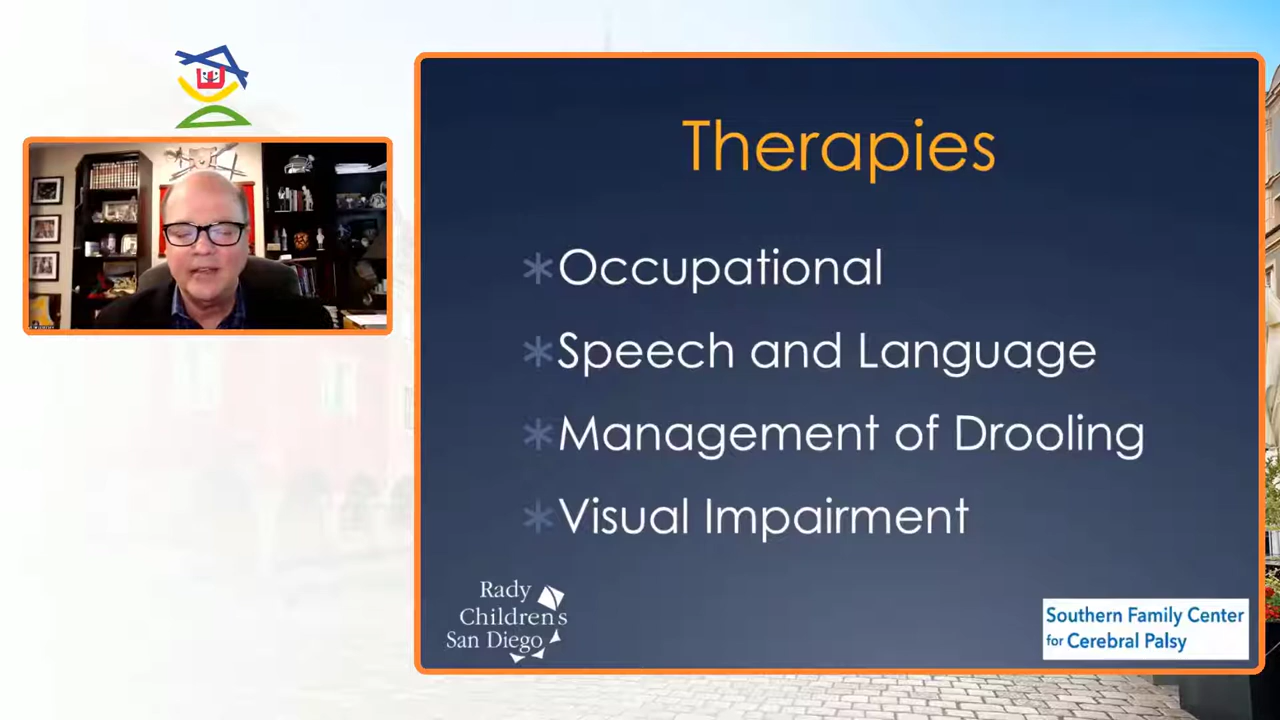 Therapies
*Occupational
*Speech and Language
*Management of Drooling
*Visual Impairment
Rady
Children's
San Diego
Southern Family Center
for Cerebral Palsy